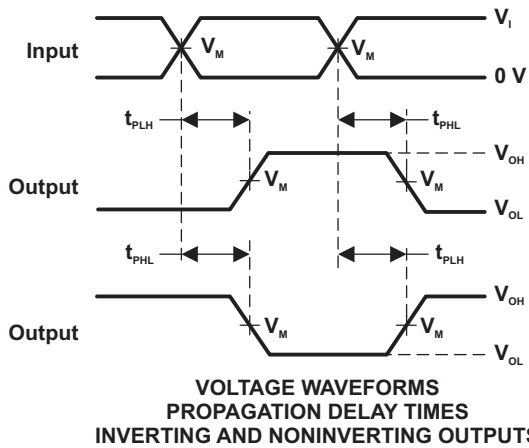 V_I
Input V_M V_M
0 V
t_PLH t_PHL
V_OH
Output V_M V_M
V_OL
t_PHL t_PLH
V_OH
Output V_M V_M
V_OL
VOLTAGE WAVEFORMS
PROPAGATION DELAY TIMES
INVERTING AND NONINVERTING OUTPUTS